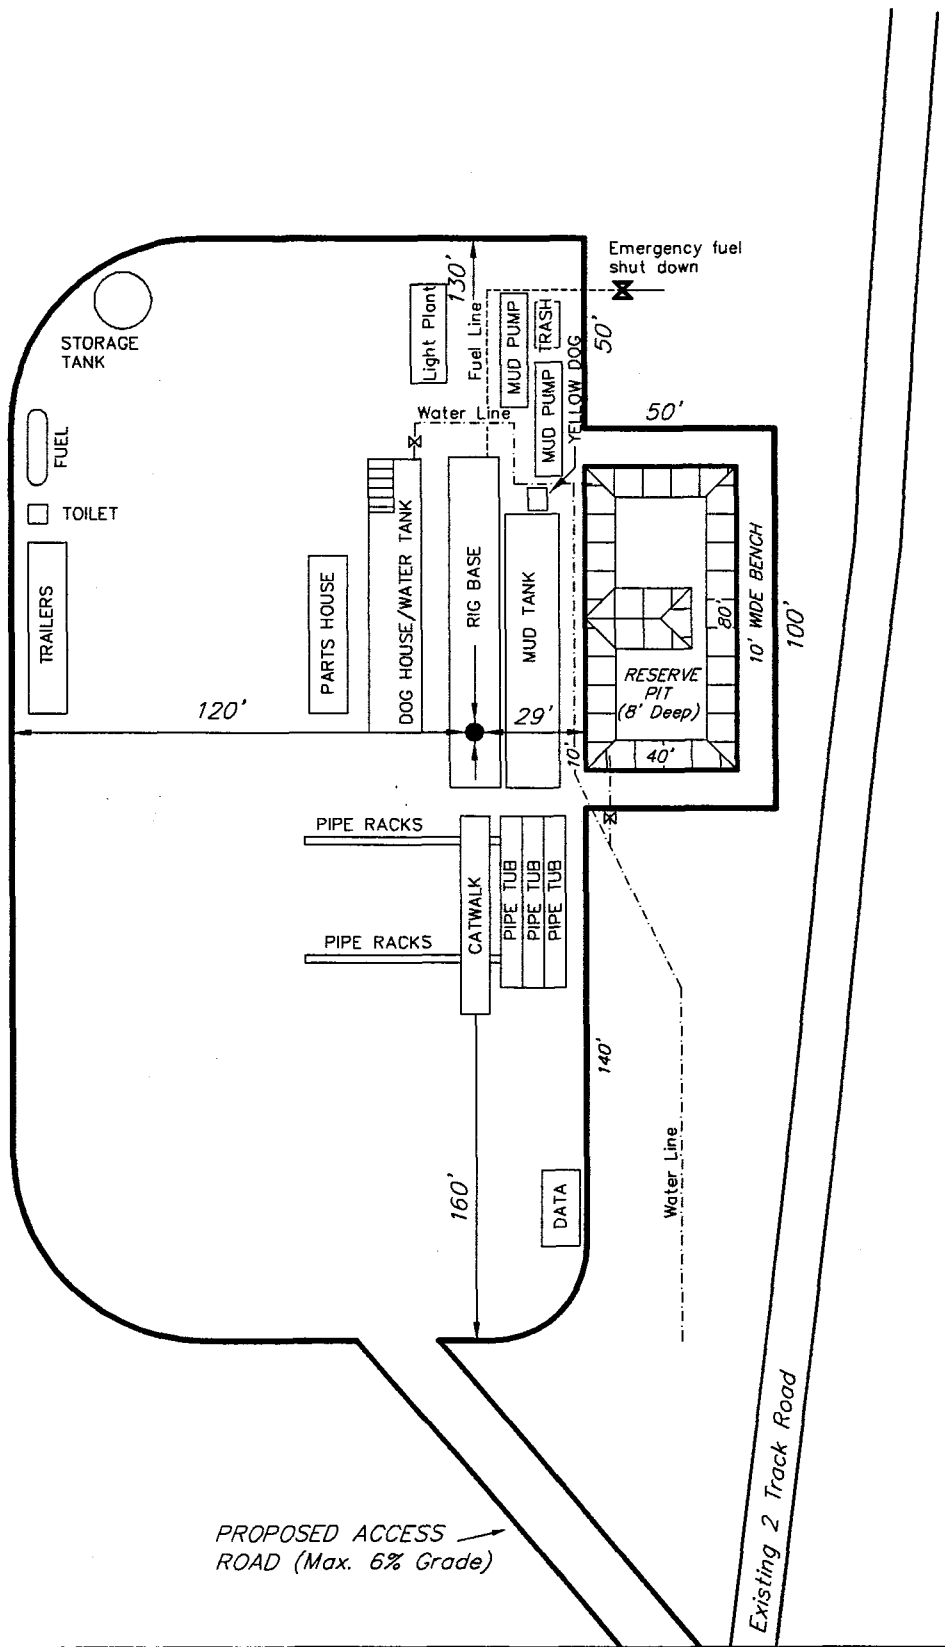 Emergency fuel
shut down
130'
STORAGE
TANK
Light Plant
Fuel Line
MUD PUMP
TRASH
50'
MUD PUMP
YELLOW DOG
Water Line
50'
FUEL
TOILET
TRAILERS
PARTS HOUSE
DOG HOUSE/WATER TANK
RIG BASE
MUD TANK
80'
10' WIDE BENCH
100'
RESERVE
PIT
(8' Deep)
120'
29'
10'
40'
PIPE RACKS
CATWALK
PIPE TUB
PIPE TUB
PIPE TUB
PIPE RACKS
140'
160'
DATA
Water Line
Existing 2 Track Road
PROPOSED ACCESS
ROAD (Max. 6% Grade)